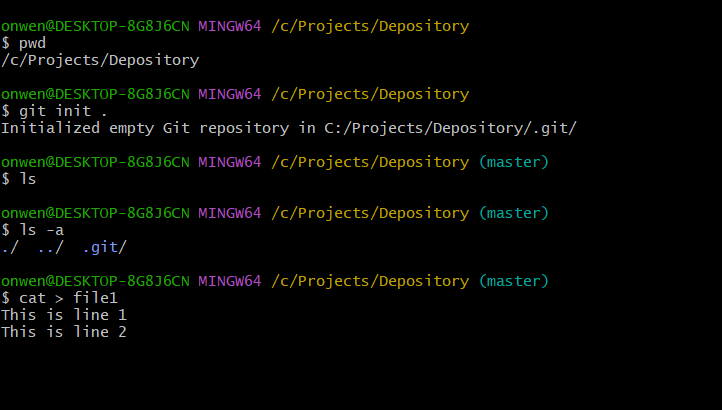 onwen@DESKTOP-8G8J6CN MINGW64 /c/Projects/Depository
$ pwd
/c/Projects/Depository
onwen@DESKTOP-8G8J6CN MINGW64 /c/Projects/Depository
$ git init .
Initialized empty Git repository in C:/Projects/Depository/.git/
onwen@DESKTOP-8G8J6CN MINGW64 /c/Projects/Depository (master)
$ ls
onwen@DESKTOP-8G8J6CN MINGW64 /c/Projects/Depository (master)
$ ls -a
./  ../  .git/
onwen@DESKTOP-8G8J6CN MINGW64 /c/Projects/Depository (master)
$ cat > file1
This is line 1
This is line 2